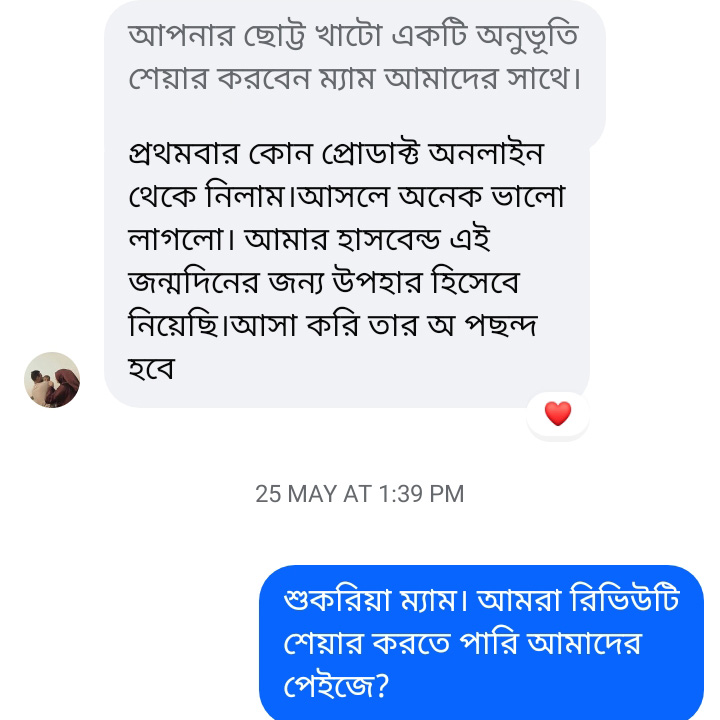 আপনার ছোট্ট খাটো একটি অনুভূতি
শেয়ার করবেন ম্যাম আমাদের সাথে।
প্রথমবার কোন প্রোডাক্ট অনলাইন
থেকে নিলাম।আসলে অনেক ভালো
লাগলো। আমার হাসবেন্ড এই
জন্মদিনের জন্য উপহার হিসেবে
নিয়েছি।আসা করি তার অ পছন্দ
হবে
25 MAY AT 1:39 PM
শুকরিয়া ম্যাম। আমরা রিভিউটি
শেয়ার করতে পারি আমাদের
পেইজে?